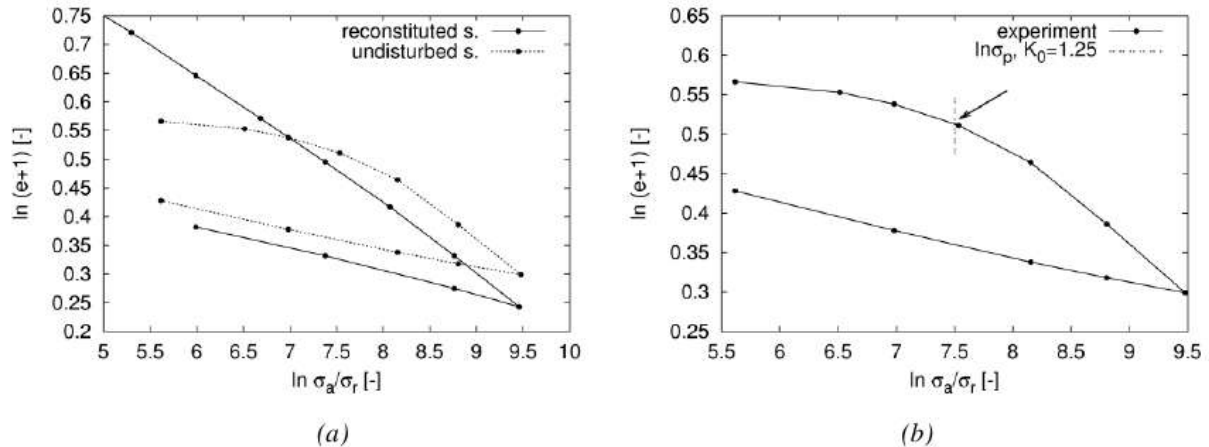 0.75
0.7
0.65
0.6
0.55
0.5
0.45
0.4
0.35
0.3
0.25
0.2
ln (e+1) [-]
reconstituted s.
undisturbed s.
5 5.5 6 6.5 7 7.5 8 8.5 9 9.5 10
ln σa/σr [-]
(a)
0.65
0.6
0.55
0.5
0.45
0.4
0.35
0.3
0.25
ln (e+1) [-]
experiment
lnσp, K0=1.25
5.5 6 6.5 7 7.5 8 8.5 9 9.5
ln σa/σr [-]
(b)